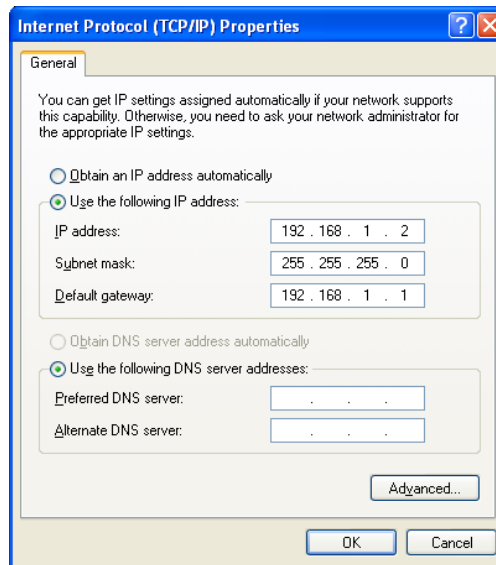 Internet Protocol (TCP/IP) Properties
General
You can get IP settings assigned automatically if your network supports
this capability. Otherwise, you need to ask your network administrator for
the appropriate IP settings.
Obtain an IP address automatically
Use the following IP address:
IP address: 192 . 168 . 1 . 2
Subnet mask: 255 . 255 . 255 . 0
Default gateway: 192 . 168 . 1 . 1
Obtain DNS server address automatically
Use the following DNS server addresses:
Preferred DNS server: . . .
Alternate DNS server: . . .
Advanced...
OK Cancel